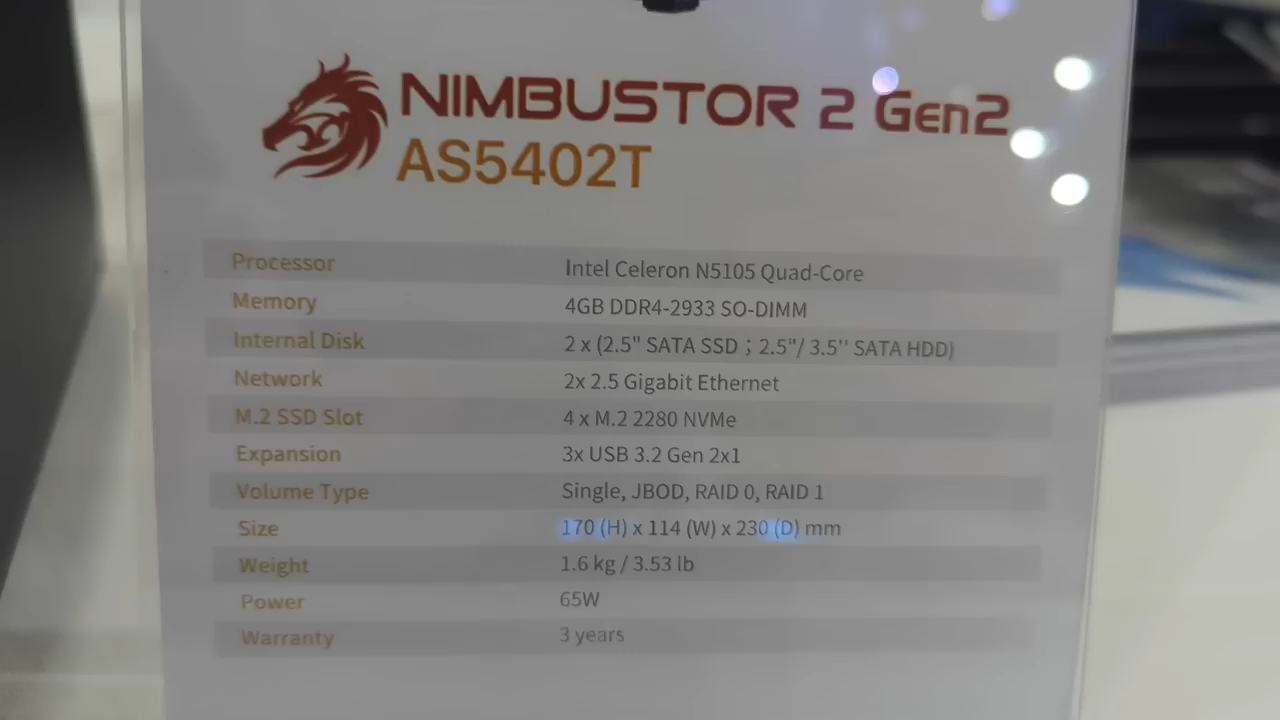 NIMBUSTOR 2 Gen2
AS5402T
Processor Intel Celeron N5105 Quad-Core
Memory 4GB DDR4-2933 SO-DIMM
Internal Disk 2 x (2.5" SATA SSD ; 2.5"/ 3.5'' SATA HDD)
Network 2x 2.5 Gigabit Ethernet
M.2 SSD Slot 4 x M.2 2280 NVMe
Expansion 3x USB 3.2 Gen 2x1
Volume Type Single, JBOD, RAID 0, RAID 1
Size 170 (H) x 114 (W) x 230 (D) mm
Weight 1.6 kg / 3.53 lb
Power 65W
Warranty 3 years